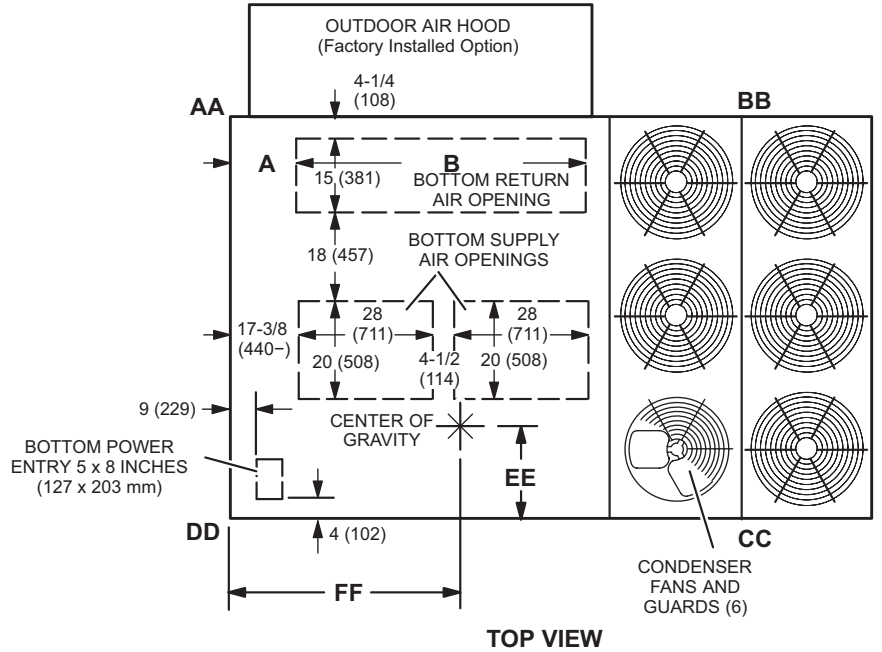 OUTDOOR AIR HOOD
(Factory Installed Option)
4-1/4
(108)
AA
BB
A
B
15 (381)
BOTTOM RETURN
AIR OPENING
18 (457)
BOTTOM SUPPLY
AIR OPENINGS
17-3/8
(440−)
28
(711)
28
(711)
20 (508)
4-1/2
(114)
20 (508)
9 (229)
CENTER OF
GRAVITY
BOTTOM POWER
ENTRY 5 x 8 INCHES
(127 x 203 mm)
EE
DD
4 (102)
CC
FF
CONDENSER
FANS AND
GUARDS (6)
TOP VIEW